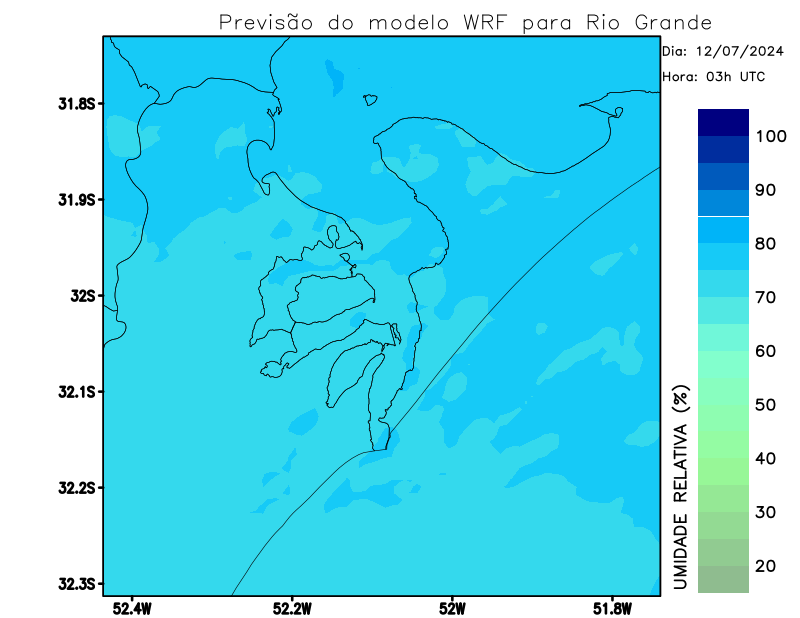 Previsão do modelo WRF para Rio Grande
Dia: 12/07/2024
Hora: 03h UTC
31.8S
31.9S
32S
32.1S
32.2S
32.3S
52.4W
52.2W
52W
51.8W
UMIDADE RELATIVA (%)
100
90
80
70
60
50
40
30
20